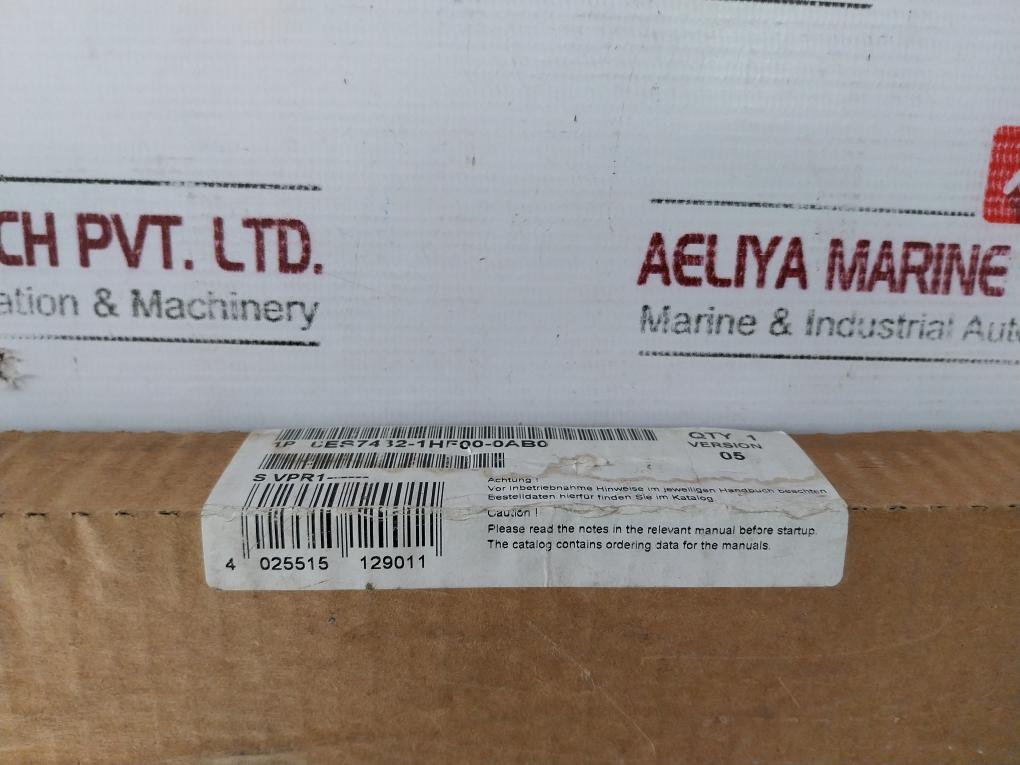 CH PVT. LTD.
ation & Machinery
AELIYA MARINE
Marine & Industrial Auto
1P 6ES7432-1HF00-0AB0
QTY 1
VERSION
05
S VPR1------
Achtung !
Vor Inbetriebnahme Hinweise im jeweiligen Handbuch beachten.
Bestelldaten hierfür finden Sie im Katalog.
Caution !
Please read the notes in the relevant manual before startup.
The catalog contains ordering data for the manuals.
4 025515 129011